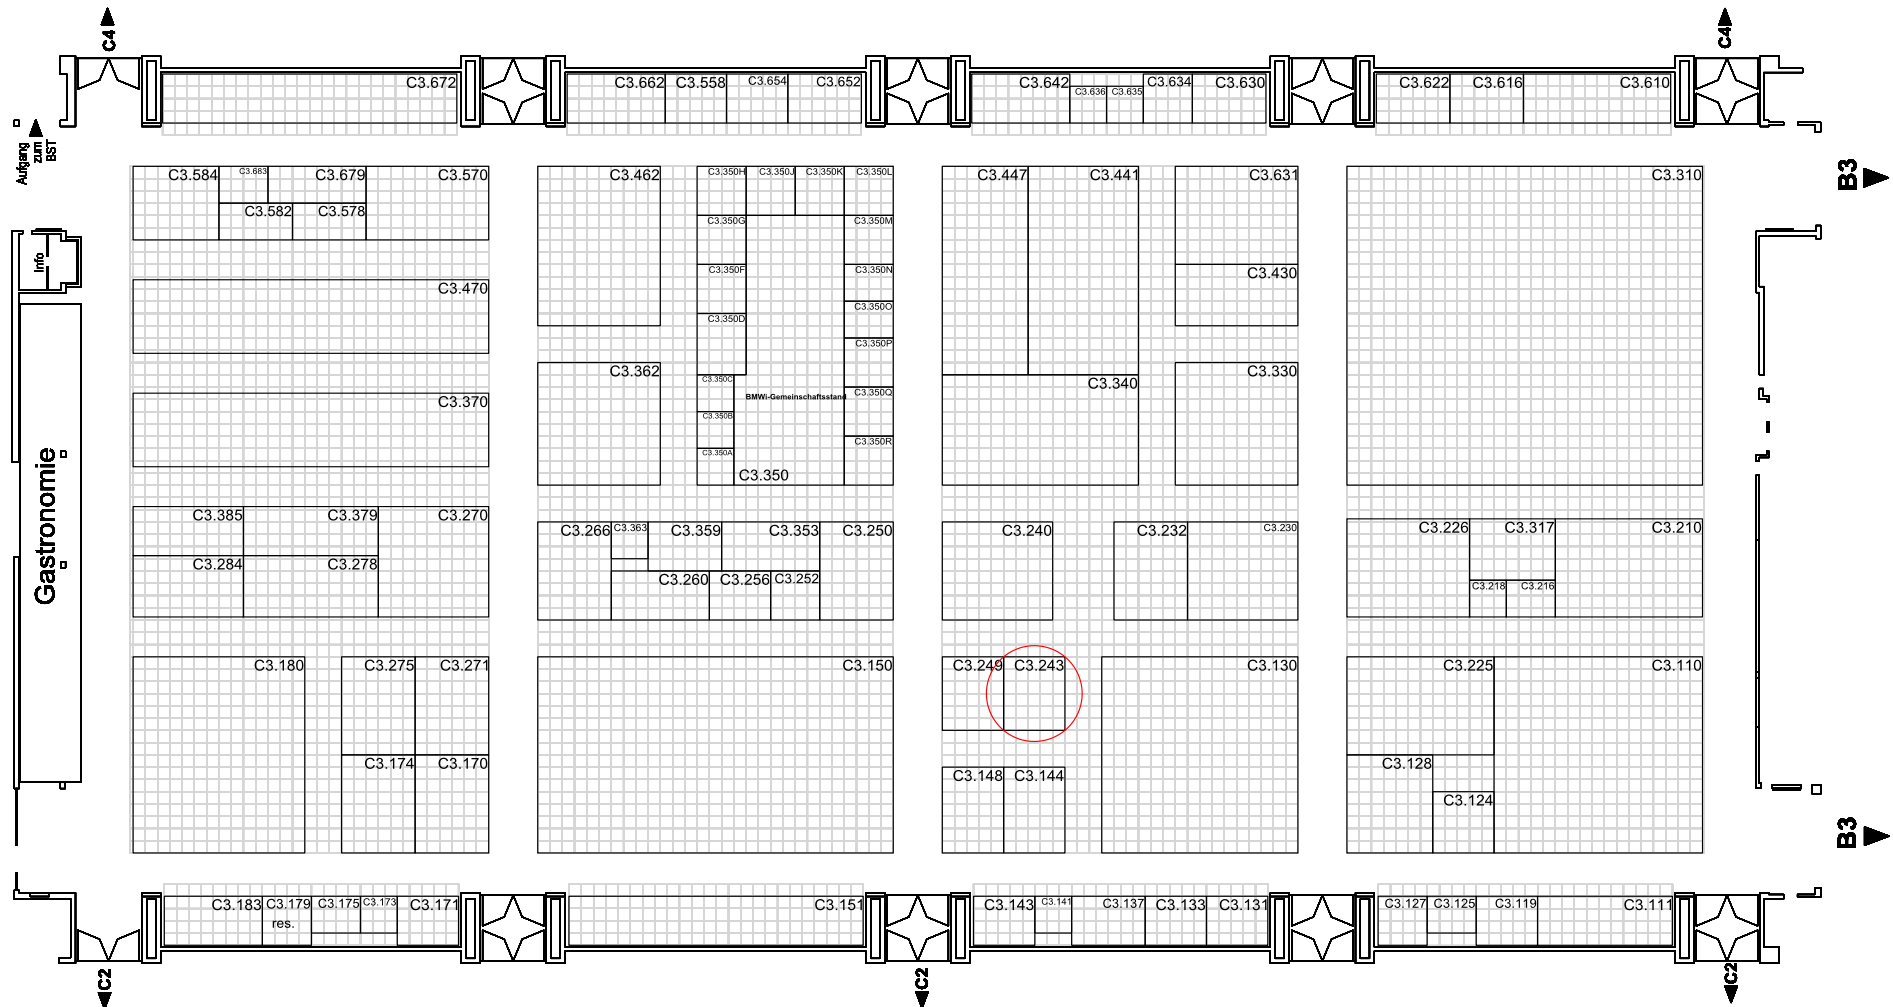 C4
C4
C3.672
C3.662 C3.558 C3.654 C3.652
C3.642 C3.636 C3.635 C3.634 C3.630
C3.622 C3.616 C3.610
Aufgang
zum
BST
B3
C3.584 C3.683 C3.679 C3.570
C3.582 C3.578
C3.462
C3.350H C3.350J C3.350K C3.350L
C3.350G C3.350M
C3.447 C3.441
C3.631
C3.310
Info
C3.350F C3.350N
C3.430
C3.470
C3.350O
C3.350D
C3.350P
C3.362
C3.350C
C3.340
C3.330
C3.370
BMWi-Gemeinschaftsstand
C3.350Q
C3.350B
C3.350R
C3.350A
C3.350
Gastronomie
C3.385 C3.379 C3.270
C3.284 C3.278
C3.266 C3.363 C3.359 C3.353 C3.250
C3.260 C3.256 C3.252
C3.240
C3.232 C3.230
C3.226 C3.317 C3.210
C3.218 C3.216
C3.180
C3.275 C3.271
C3.150
C3.249 C3.243
C3.130
C3.225 C3.110
C3.174 C3.170
C3.148 C3.144
C3.128
C3.124
B3
C3.183 C3.179 C3.175 C3.173 C3.171
res.
C3.151
C3.143 C3.141 C3.137 C3.133 C3.131
C3.127 C3.125 C3.119 C3.111
C2
C2
C2